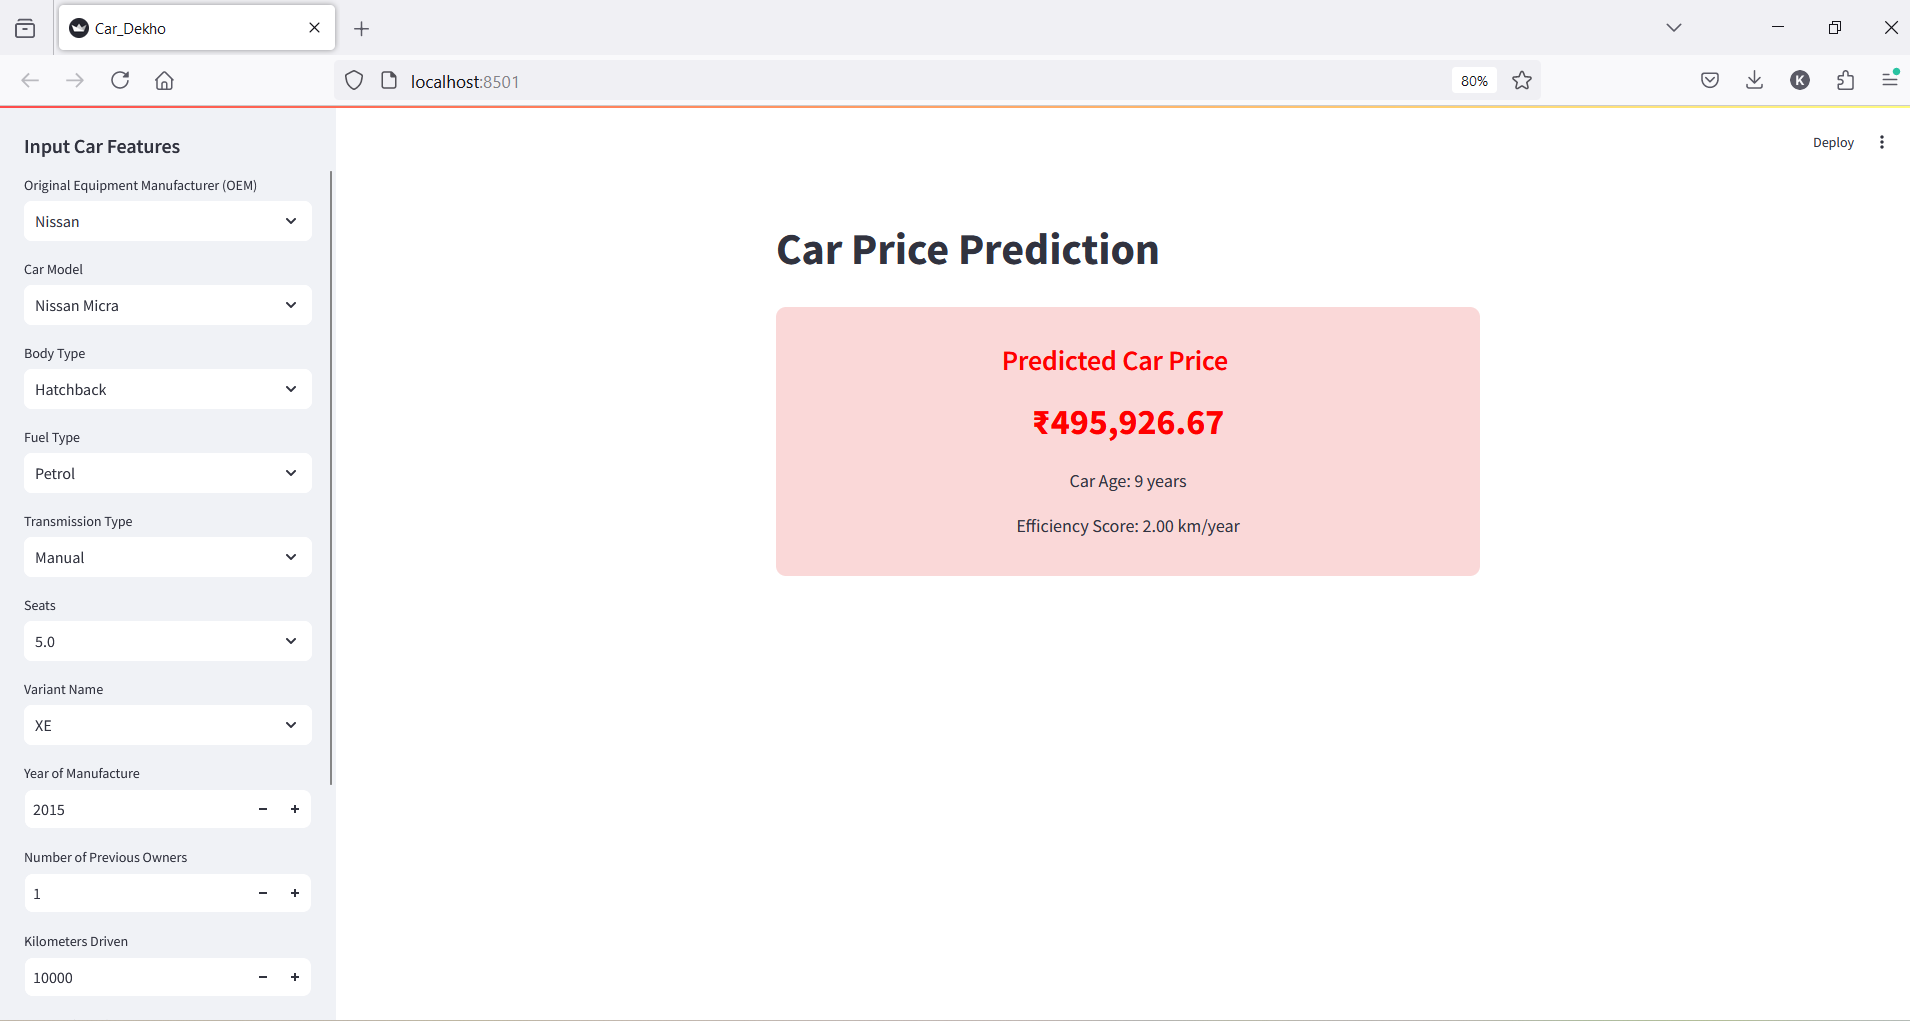 Car_Dekho
localhost:8501
80%
K
Input Car Features
Original Equipment Manufacturer (OEM)
Nissan
Car Model
Nissan Micra
Body Type
Hatchback
Fuel Type
Petrol
Transmission Type
Manual
Seats
5.0
Variant Name
XE
Year of Manufacture
2015
Number of Previous Owners
1
Kilometers Driven
10000
Deploy
Car Price Prediction
Predicted Car Price
₹495,926.67
Car Age: 9 years
Efficiency Score: 2.00 km/year